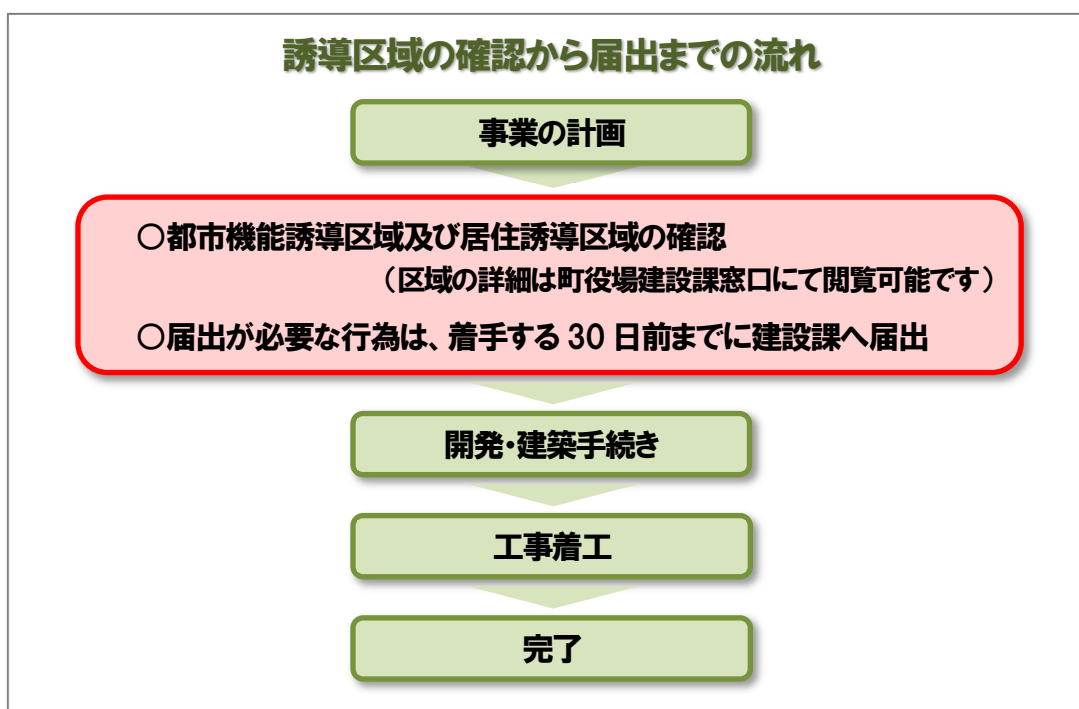 誘導区域の確認から届出までの流れ
事業の計画
○都市機能誘導区域及び居住誘導区域の確認
（区域の詳細は町役場建設課窓口にて閲覧可能です）
○届出が必要な行為は、着手する 30 日前までに建設課へ届出
開発・建築手続き
工事着工
完了